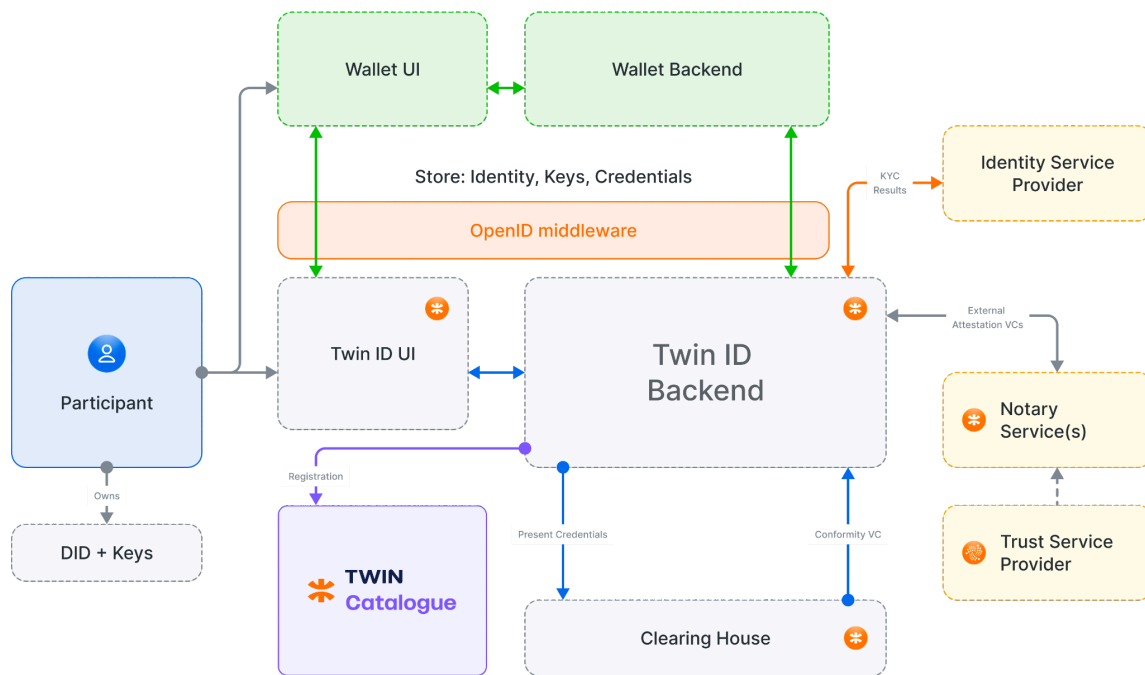 Wallet UI
Wallet Backend
Store: Identity, Keys, Credentials
OpenID middleware
KYC
Results
Identity Service
Provider
Participant
Twin ID UI
Twin ID
Backend
External
Attestation VCs
Notary
Service(s)
Owns
DID + Keys
Registration
TWIN
Catalogue
Present Credentials
Conformity VC
Trust Service
Provider
Clearing House